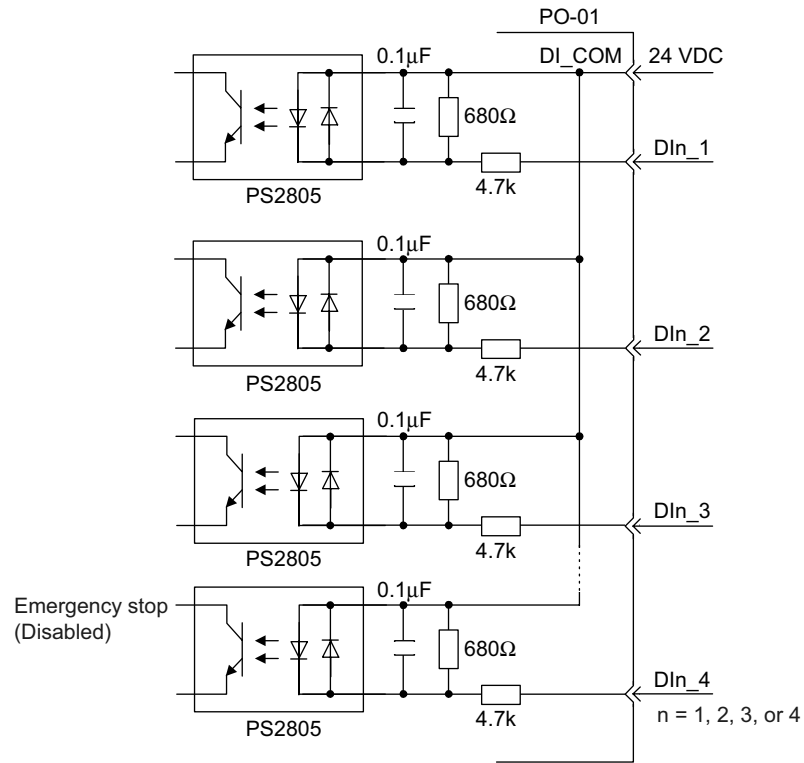 PO-01
0.1μF
DI_COM
24 VDC
680Ω
DIn_1
4.7k
PS2805
0.1μF
680Ω
DIn_2
4.7k
PS2805
0.1μF
680Ω
DIn_3
4.7k
PS2805
Emergency stop
(Disabled)
0.1μF
680Ω
DIn_4
n = 1, 2, 3, or 4
4.7k
PS2805